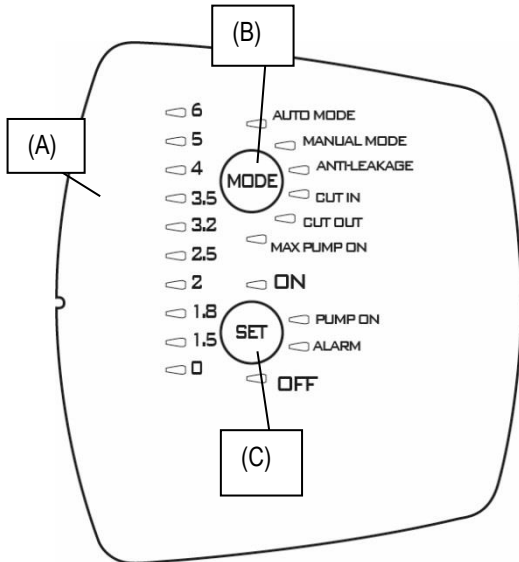 (B)
(A)
6
5
4
3.5
3.2
2.5
2
1.8
1.5
0
AUTO MODE
MANUAL MODE
ANTI-LEAKAGE
MODE
CUT IN
CUT OUT
MAX PUMP ON
ON
PUMP ON
SET
ALARM
OFF
(C)